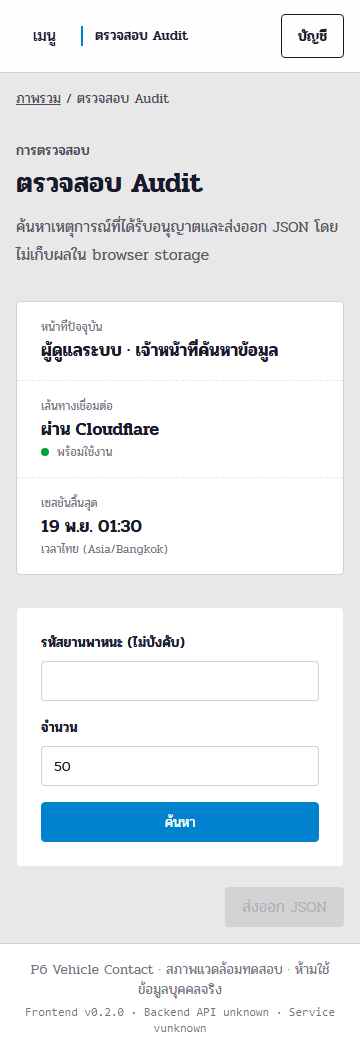 เมนู
ตรวจสอบ Audit
บัญชี
ภาพรวม / ตรวจสอบ Audit
การตรวจสอบ
ตรวจสอบ Audit
ค้นหาเหตุการณ์ที่ได้รับอนุญาตและส่งออก JSON โดย
ไม่เก็บผลใน browser storage
หน้าที่ปัจจุบัน
ผู้ดูแลระบบ · เจ้าหน้าที่ค้นหาข้อมูล
เส้นทางเชื่อมต่อ
ผ่าน Cloudflare
พร้อมใช้งาน
เซสชันสิ้นสุด
19 พ.ย. 01:30
เวลาไทย (Asia/Bangkok)
รหัสยานพาหนะ (ไม่บังคับ)
จำนวน
50
ค้นหา
ส่งออก JSON
P6 Vehicle Contact · สภาพแวดล้อมทดสอบ · ห้ามใช้
ข้อมูลบุคคลจริง
Frontend v0.2.0 · Backend API unknown · Service
vunknown